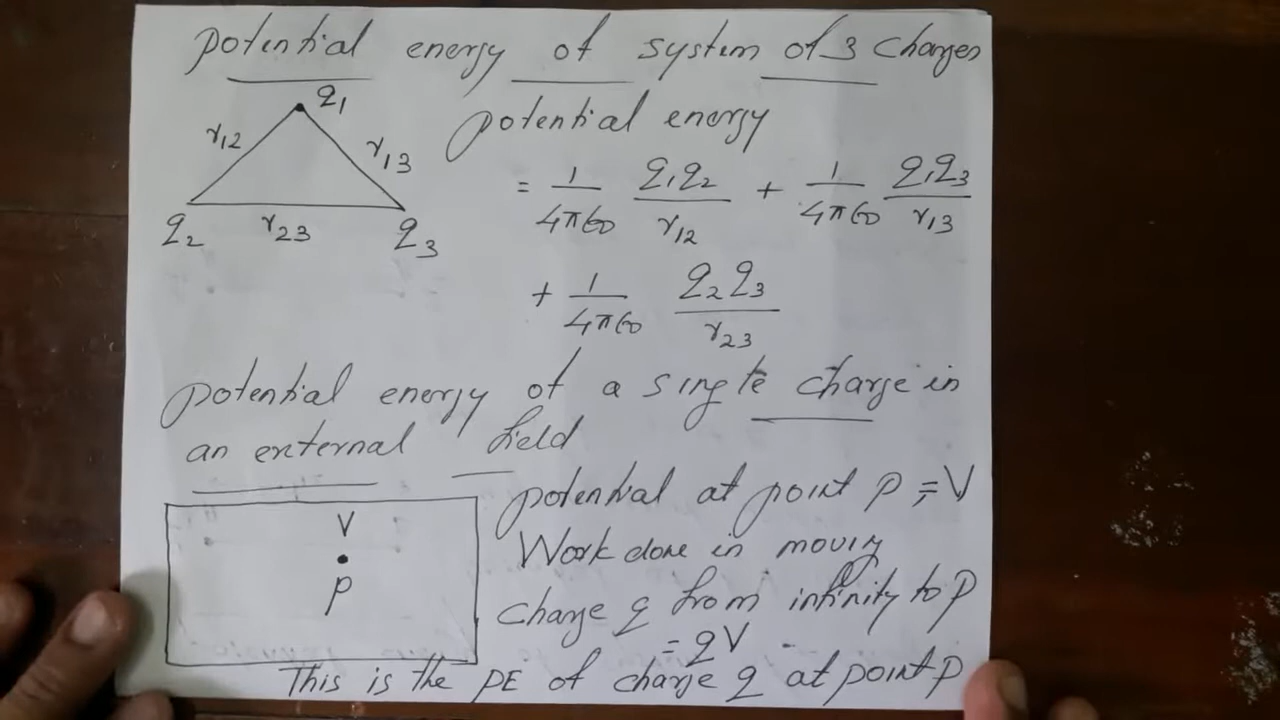 potential energy of system of 3 charges
q₁
r₁₂
r₁₃
q₂
r₂₃
q₃
potential energy
= 1/4πϵ₀ q₁q₂/r₁₂ + 1/4πϵ₀ q₁q₃/r₁₃
+ 1/4πϵ₀ q₂q₃/r₂₃
potential energy of a single charge in
an external field
V
P
potential at point P = V
Work done in moving
charge q from infinity to P
= qV
This is the PE of charge q at point P